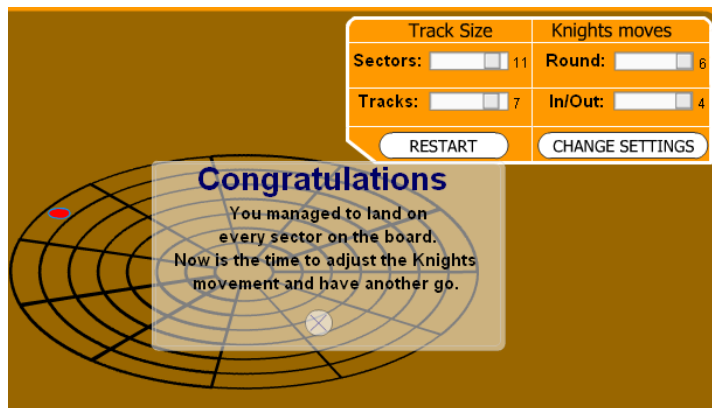 Track Size Knights moves
Sectors: 11 Round: 6
Tracks: 7 In/Out: 4
RESTART CHANGE SETTINGS
Congratulations
You managed to land on
every sector on the board.
Now is the time to adjust the Knights
movement and have another go.